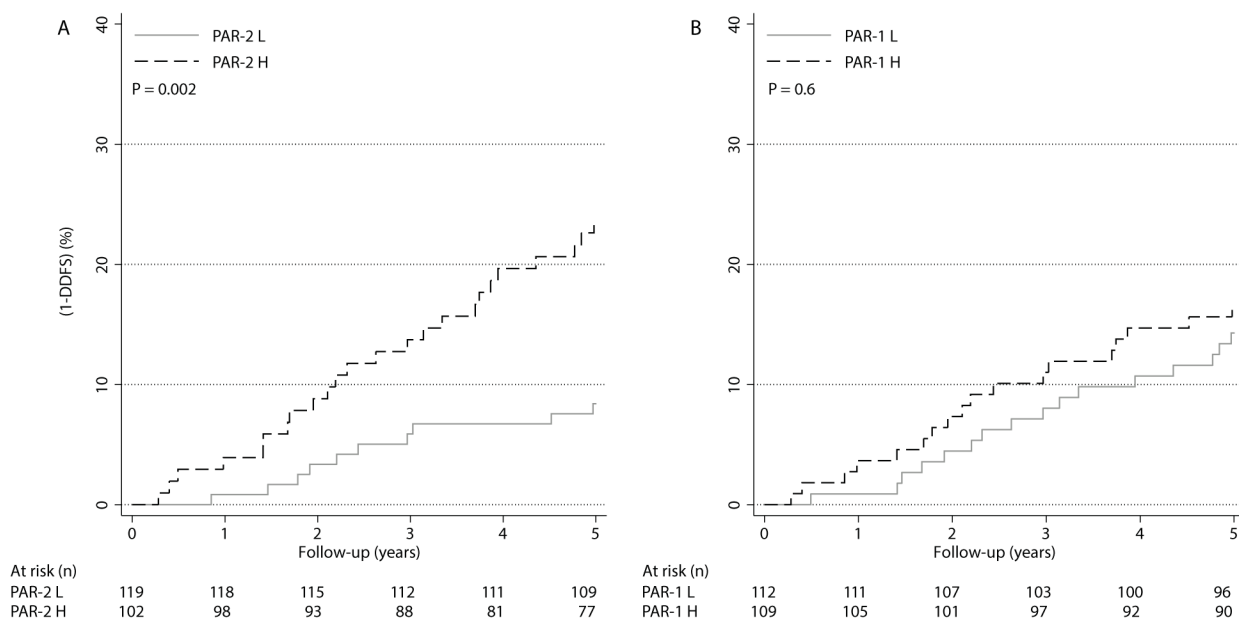 A
PAR-2 L
PAR-2 H
P = 0.002
(1-DDFS) (%)
40
30
20
10
0
0 1 2 3 4 5
Follow-up (years)
At risk (n)
PAR-2 L 119 118 115 112 111 109
PAR-2 H 102 98 93 88 81 77
B
PAR-1 L
PAR-1 H
P = 0.6
40
30
20
10
0
0 1 2 3 4 5
Follow-up (years)
At risk (n)
PAR-1 L 112 111 107 103 100 96
PAR-1 H 109 105 101 97 92 90